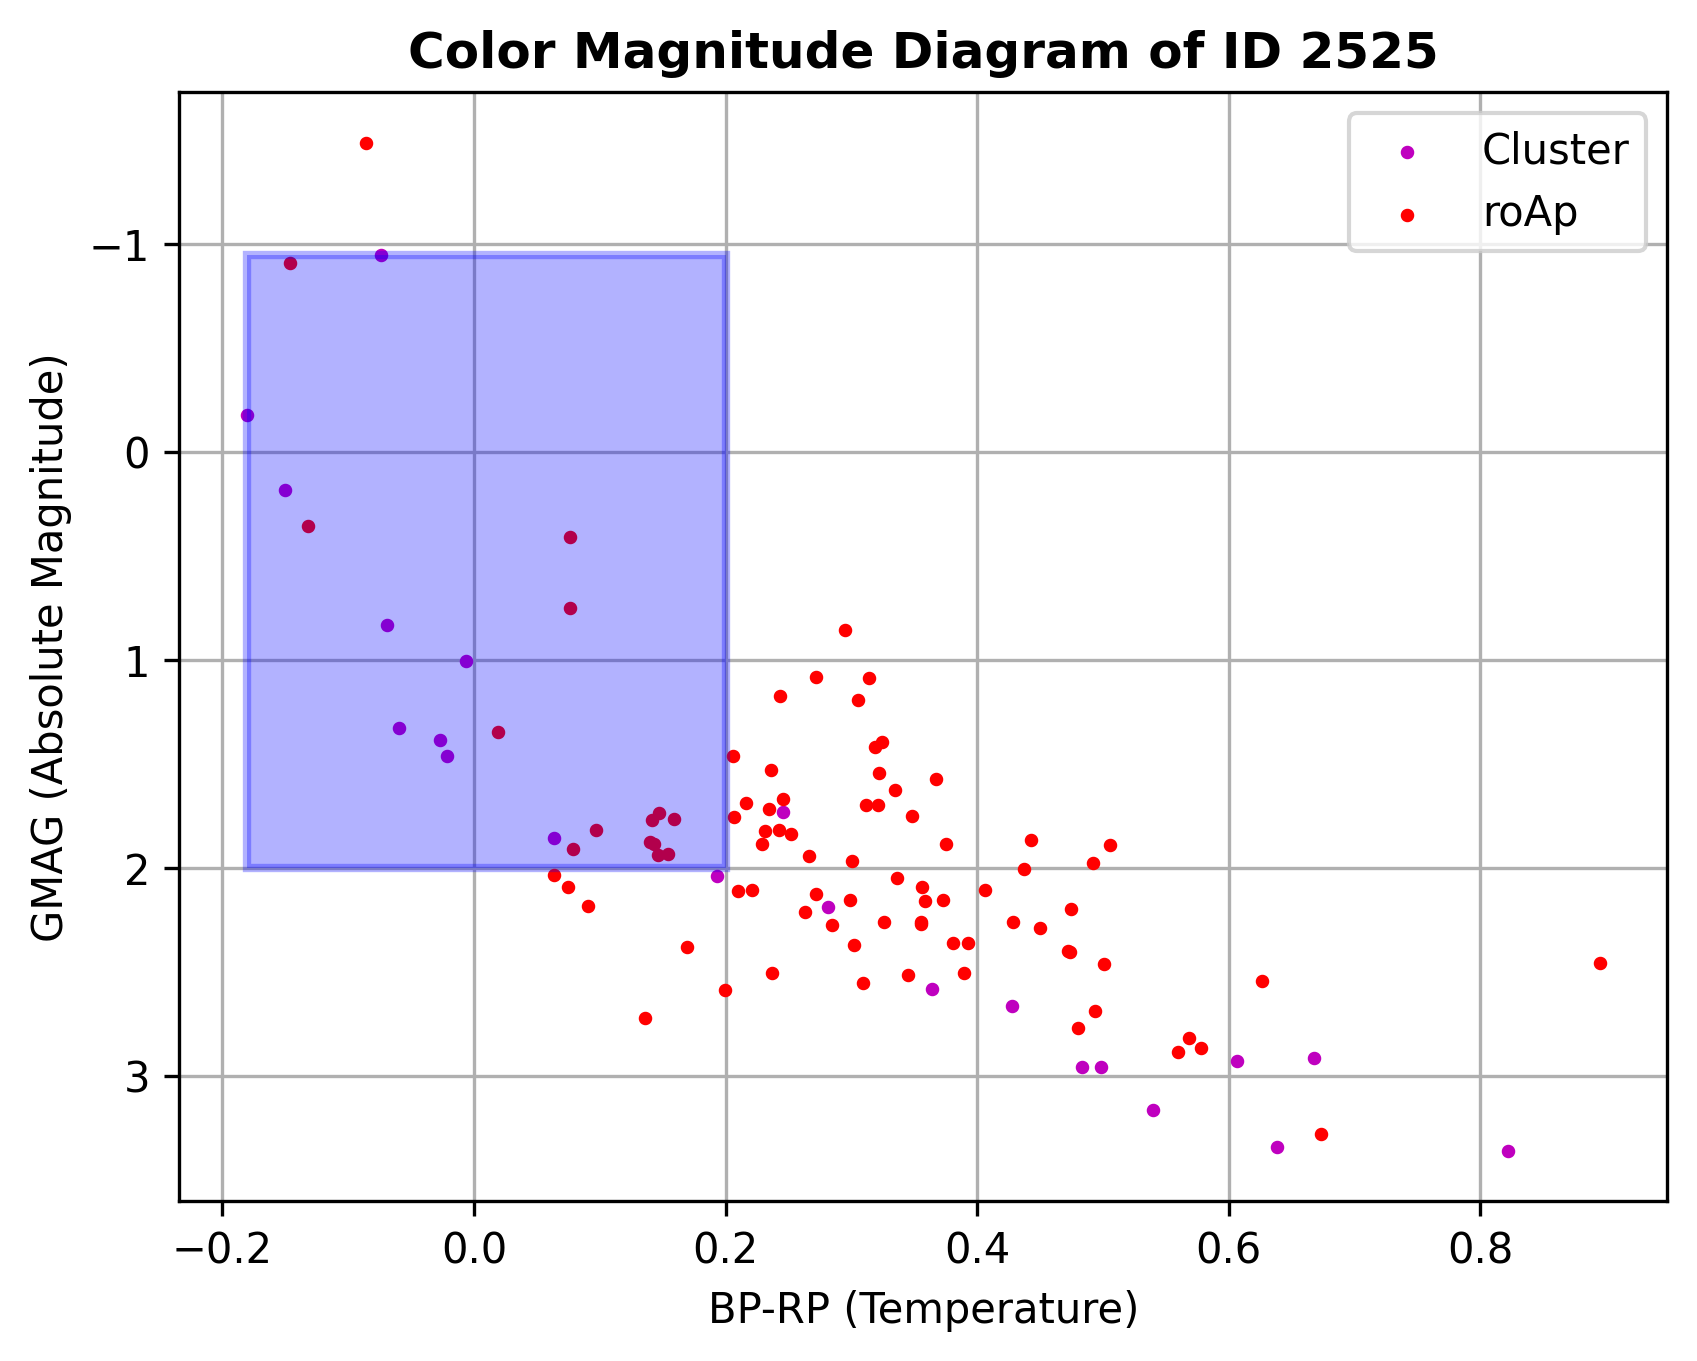 Color Magnitude Diagram of ID 2525
Cluster
roAp
GMAG (Absolute Magnitude)
−1
0
1
2
3
−0.2 0.0 0.2 0.4 0.6 0.8
BP-RP (Temperature)